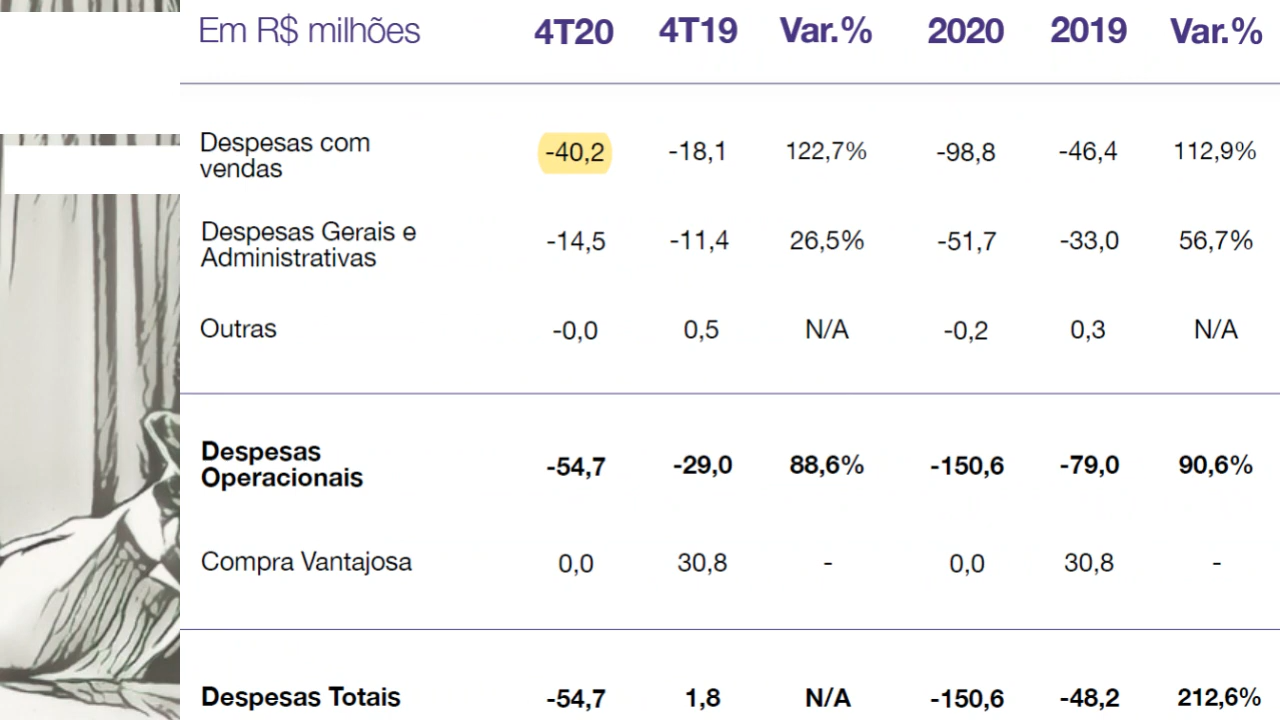 Em R$ milhões 4T20 4T19 Var.% 2020 2019 Var.%
Despesas com
vendas -40,2 -18,1 122,7% -98,8 -46,4 112,9%
Despesas Gerais e
Administrativas -14,5 -11,4 26,5% -51,7 -33,0 56,7%
Outras -0,0 0,5 N/A -0,2 0,3 N/A
Despesas
Operacionais -54,7 -29,0 88,6% -150,6 -79,0 90,6%
Compra Vantajosa 0,0 30,8 - 0,0 30,8 -
Despesas Totais -54,7 1,8 N/A -150,6 -48,2 212,6%